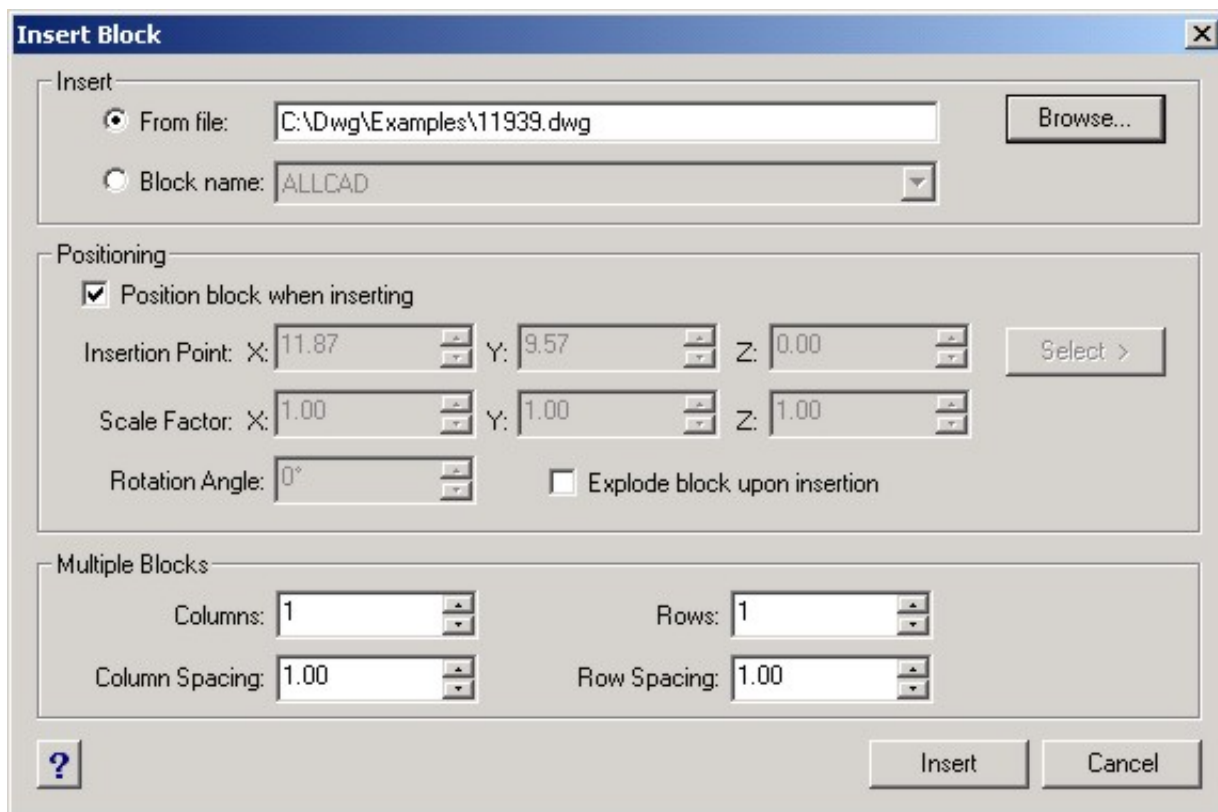 Insert Block
Insert
From file: C:\Dwg\Examples\11939.dwg Browse...
Block name: ALLCAD
Positioning
Position block when inserting
Insertion Point: X: 11.87 Y: 9.57 Z: 0.00 Select >
Scale Factor: X: 1.00 Y: 1.00 Z: 1.00
Rotation Angle: 0° Explode block upon insertion
Multiple Blocks
Columns: 1 Rows: 1
Column Spacing: 1.00 Row Spacing: 1.00
? Insert Cancel